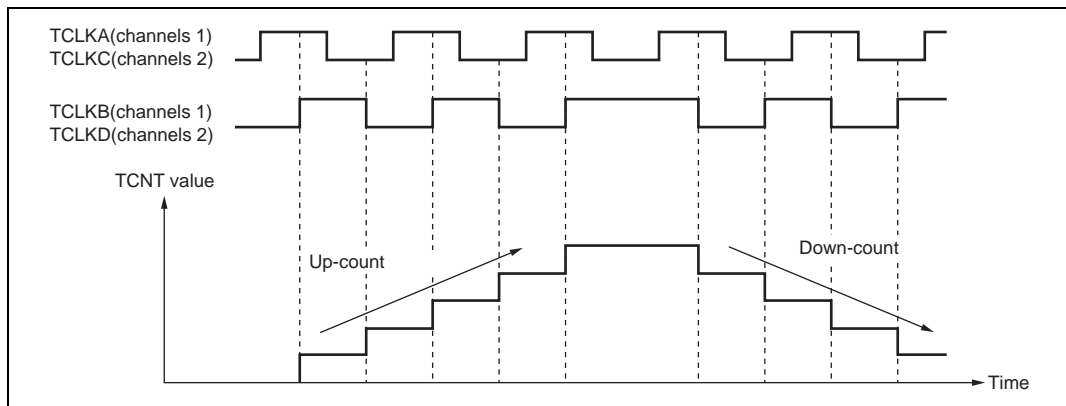 TCLKA(channels 1)
TCLKC(channels 2)
TCLKB(channels 1)
TCLKD(channels 2)
TCNT value
Up-count
Down-count
Time